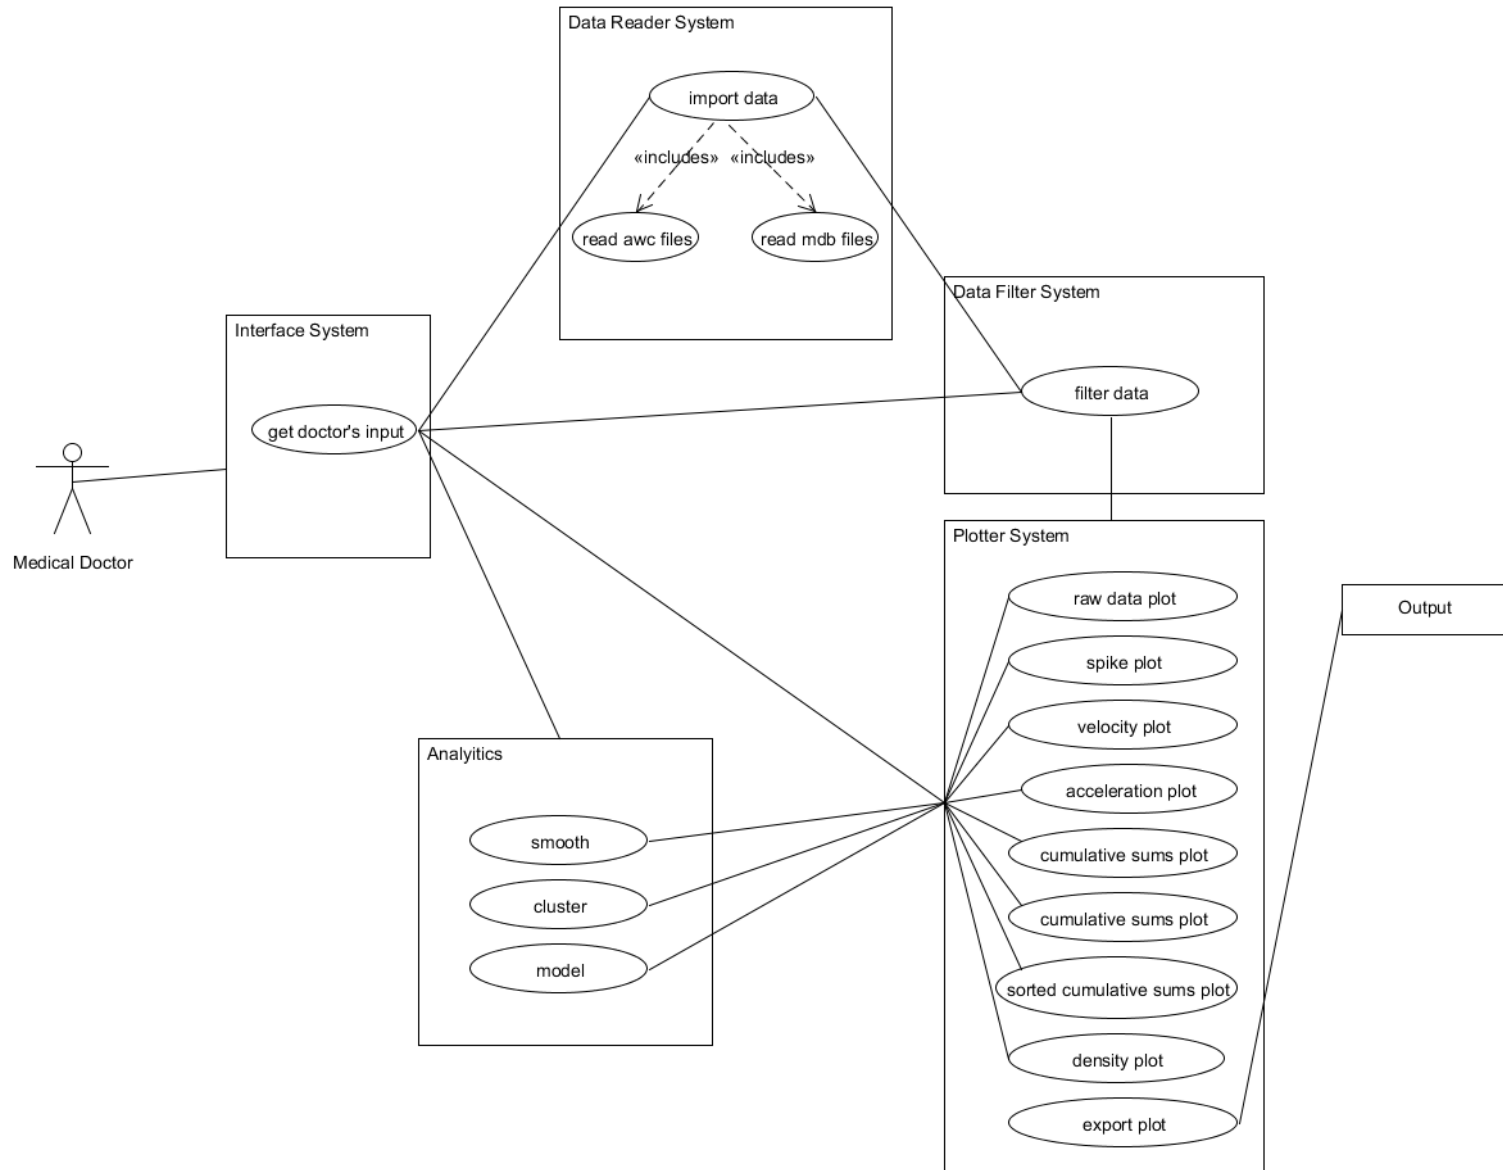 Data Reader System
import data
«includes» «includes»
read awc files
read mdb files
Data Filter System
filter data
Interface System
get doctor's input
Medical Doctor
Plotter System
raw data plot
spike plot
velocity plot
acceleration plot
cumulative sums plot
cumulative sums plot
sorted cumulative sums plot
density plot
export plot
Output
Analyitics
smooth
cluster
model